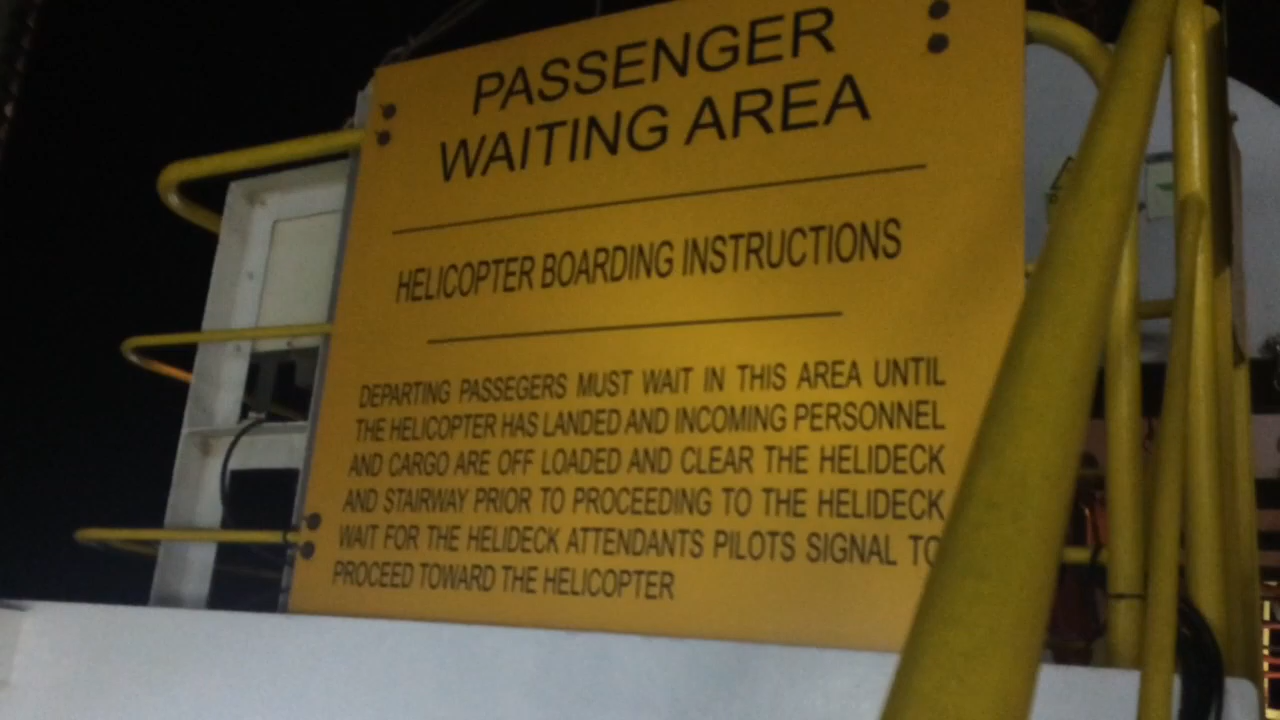 PASSENGER
WAITING AREA
HELICOPTER BOARDING INSTRUCTIONS
DEPARTING PASSEGERS MUST WAIT IN THIS AREA UNTIL
THE HELICOPTER HAS LANDED AND INCOMING PERSONNEL
AND CARGO ARE OFF LOADED AND CLEAR THE HELIDECK
AND STAIRWAY PRIOR TO PROCEEDING TO THE HELIDECK
WAIT FOR THE HELIDECK ATTENDANTS PILOTS SIGNAL TO
PROCEED TOWARD THE HELICOPTER